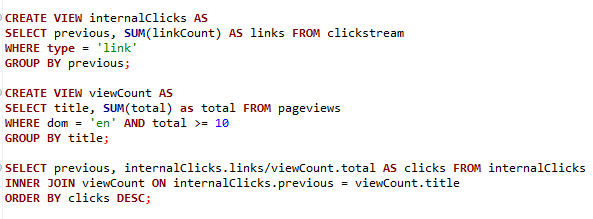 CREATE VIEW internalClicks AS
SELECT previous, SUM(linkCount) AS links FROM clickstream
WHERE type = 'link'
GROUP BY previous;
CREATE VIEW viewCount AS
SELECT title, SUM(total) as total FROM pageviews
WHERE dom = 'en' AND total >= 10
GROUP BY title;
SELECT previous, internalClicks.links/viewCount.total AS clicks FROM internalClicks
INNER JOIN viewCount ON internalClicks.previous = viewCount.title
ORDER BY clicks DESC;